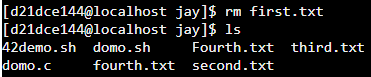 [d21dce144@localhost jay]$ rm first.txt
[d21dce144@localhost jay]$ ls
42demo.sh  domo.sh     Fourth.txt  third.txt
domo.c     fourth.txt  second.txt